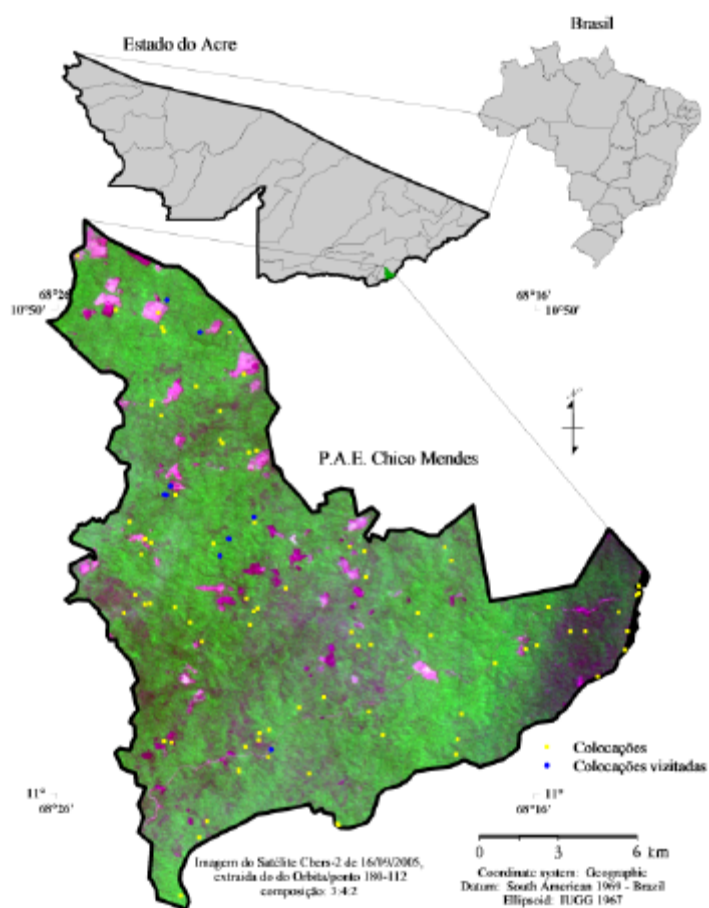 Brasil
Estado do Acre
68°26'
10°50'
68°16'
10°50'
P.A.E. Chico Mendes
Colocações
Colocações vizitadas
11°
68°26
11°
68°16
0 3 6 km
Imagem do Satélite Cbers-2 de 16/09/2005,
extraida do do Orbita/ponto 180-112
composição: 3:4:2
Coordinate system: Geographic
Datum: South American 1969 - Brazil
Ellipsoid: IUGG 1967